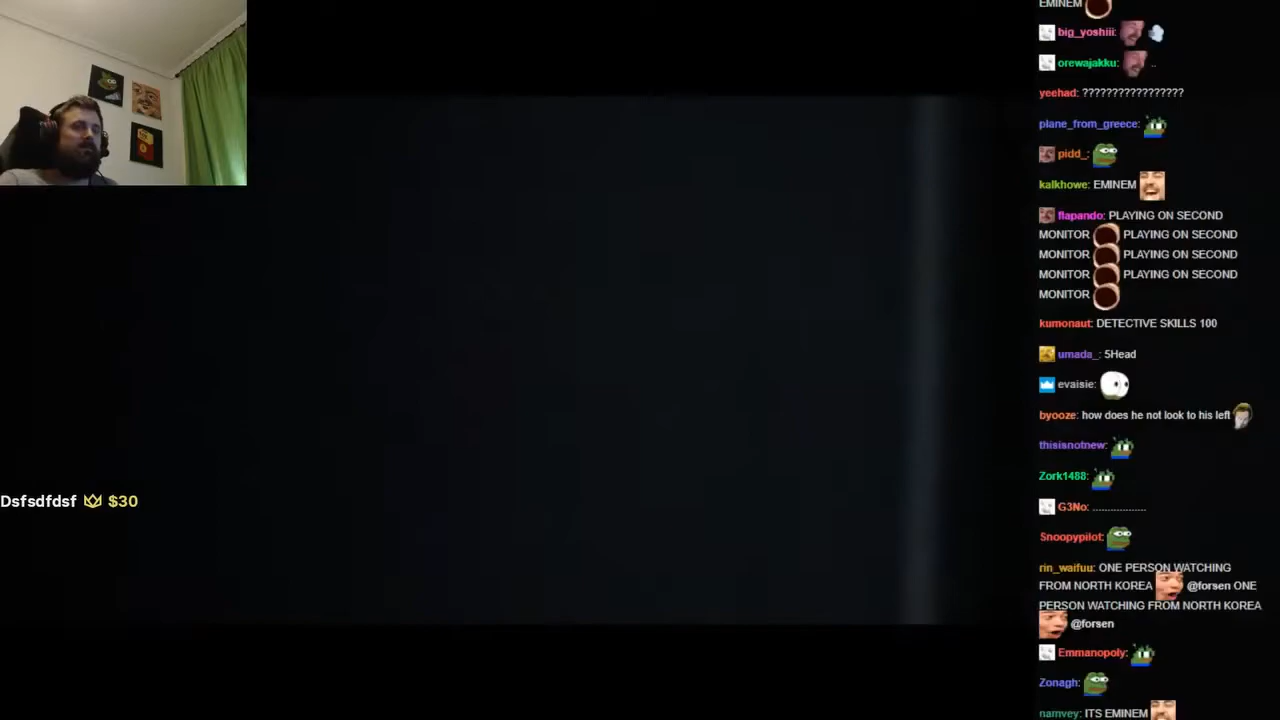 Dsfsdfdsf $30
EMINEM
big_yoshiii:
orewajakku: ..
yeehad: ?????????????????
plane_from_greece:
pidd_:
kalkhowe: EMINEM
flapando: PLAYING ON SECOND
MONITOR PLAYING ON SECOND
MONITOR PLAYING ON SECOND
MONITOR PLAYING ON SECOND
MONITOR
kumonaut: DETECTIVE SKILLS 100
umada_: 5Head
evaisie:
byooze: how does he not look to his left
thisisnotnew:
Zork1488:
G3No: ..................
Snoopypilot:
rin_waifuu: ONE PERSON WATCHING
FROM NORTH KOREA @forsen ONE
PERSON WATCHING FROM NORTH KOREA
@forsen
Emmanopoly:
Zonagh:
namvey: ITS EMINEM